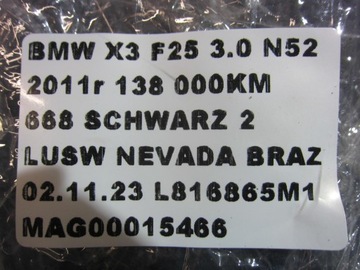 BMW X3 F25 3.0 N52
2011r 138 000KM
668 SCHWARZ 2
LUSW NEVADA BRAZ
02.11.23 L816865M1
MAG00015466